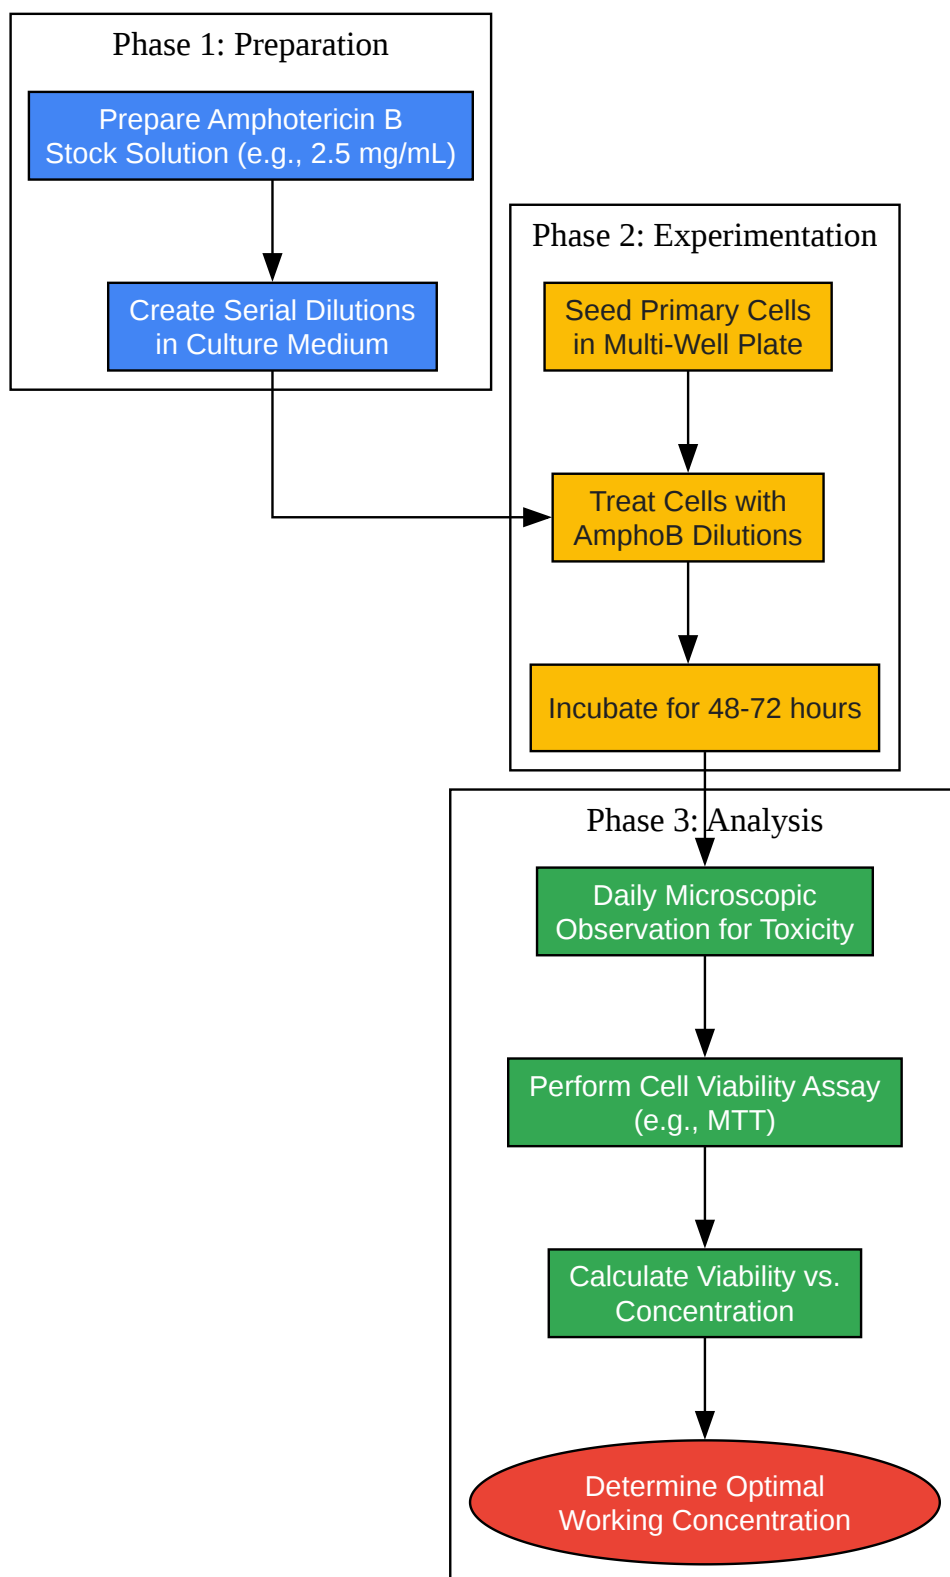 Phase 1: Preparation
Prepare Amphotericin B
Stock Solution (e.g., 2.5 mg/mL)
Create Serial Dilutions
in Culture Medium
Phase 2: Experimentation
Seed Primary Cells
in Multi-Well Plate
Treat Cells with
AmphoB Dilutions
Incubate for 48-72 hours
Phase 3: Analysis
Daily Microscopic
Observation for Toxicity
Perform Cell Viability Assay
(e.g., MTT)
Calculate Viability vs.
Concentration
Determine Optimal
Working Concentration